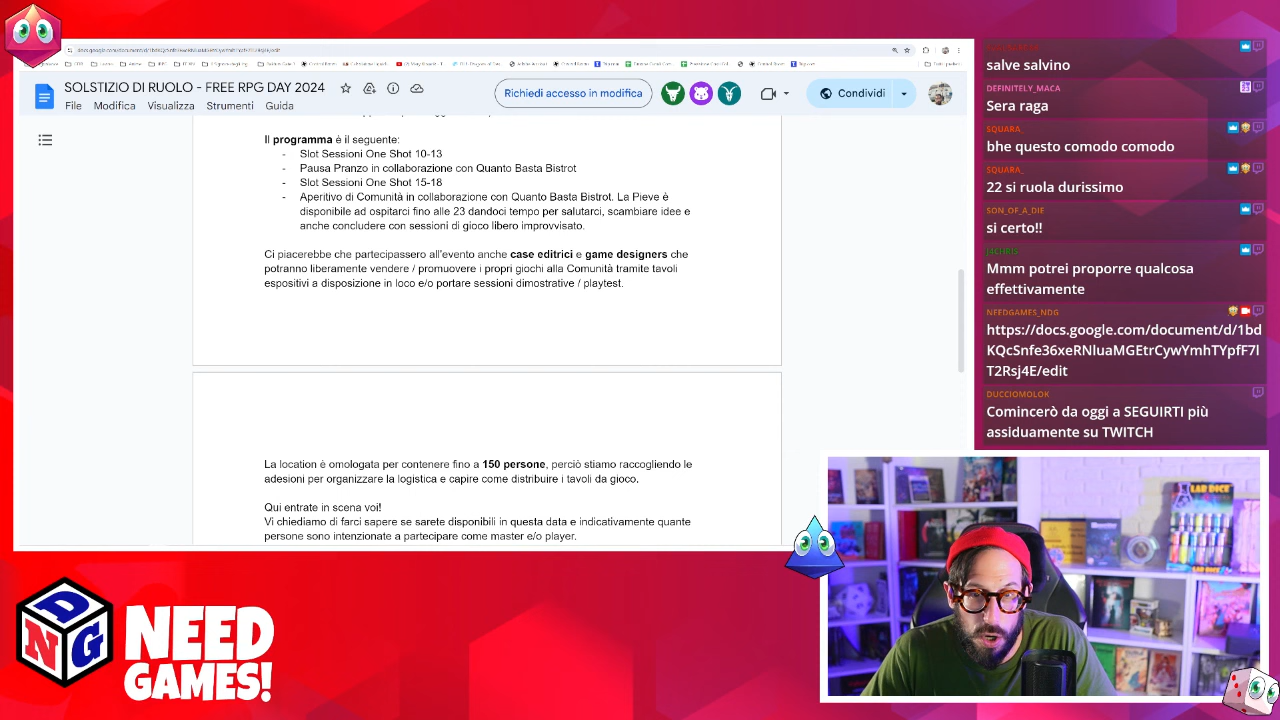 SOLSTIZIO DI RUOLO - FREE RPG DAY 2024
File Modifica Visualizza Strumenti Guida
Richiedi accesso in modifica
Condividi
Il programma è il seguente:
- Slot Sessioni One Shot 10-13
- Pausa Pranzo in collaborazione con Quanto Basta Bistrot
- Slot Sessioni One Shot 15-18
- Aperitivo di Comunità in collaborazione con Quanto Basta Bistrot. La Pieve è
disponibile ad ospitarci fino alle 23 dandoci tempo per salutarci, scambiare idee e
anche concludere con sessioni di gioco libero improvvisato.
Ci piacerebbe che partecipassero all'evento anche case editrici e game designers che
potranno liberamente vendere / promuovere i propri giochi alla Comunità tramite tavoli
espositivi a disposizione in loco e/o portare sessioni dimostrative / playtest.
La location è omologata per contenere fino a 150 persone, perciò stiamo raccogliendo le
adesioni per organizzare la logistica e capire come distribuire i tavoli da gioco.
Qui entrate in scena voi!
Vi chiediamo di farci sapere se sarete disponibili in questa data e indicativamente quante
persone sono intenzionate a partecipare come master e/o player.
salve salvino
DEFINITELY_MACA
Sera raga
SQUARA_
bhe questo comodo comodo
SQUARA_
22 si ruola durissimo
SON_OF_A_DIE
si certo!!
J4CHRIS
Mmm potrei proporre qualcosa
effettivamente
NEEDGAMES_NDG
https://docs.google.com/document/d/1bd
KQcSnfe36xeRNluaMGEtrCywYmhTYpfF7l
T2Rsj4E/edit
DUCCIOMOLOK
Comincerò da oggi a SEGUIRTI più
assiduamente su TWITCH
LAB DICE
D
N G
NEED
GAMES!